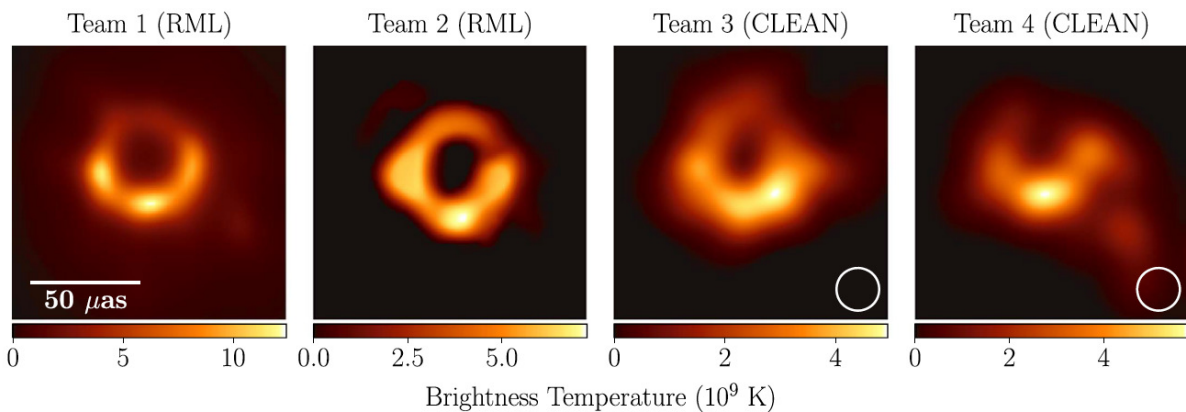 Team 1 (RML) Team 2 (RML) Team 3 (CLEAN) Team 4 (CLEAN)
50 μas
0 5 10 0.0 2.5 5.0 0 2 4 0 2 4
Brightness Temperature (10⁹ K)